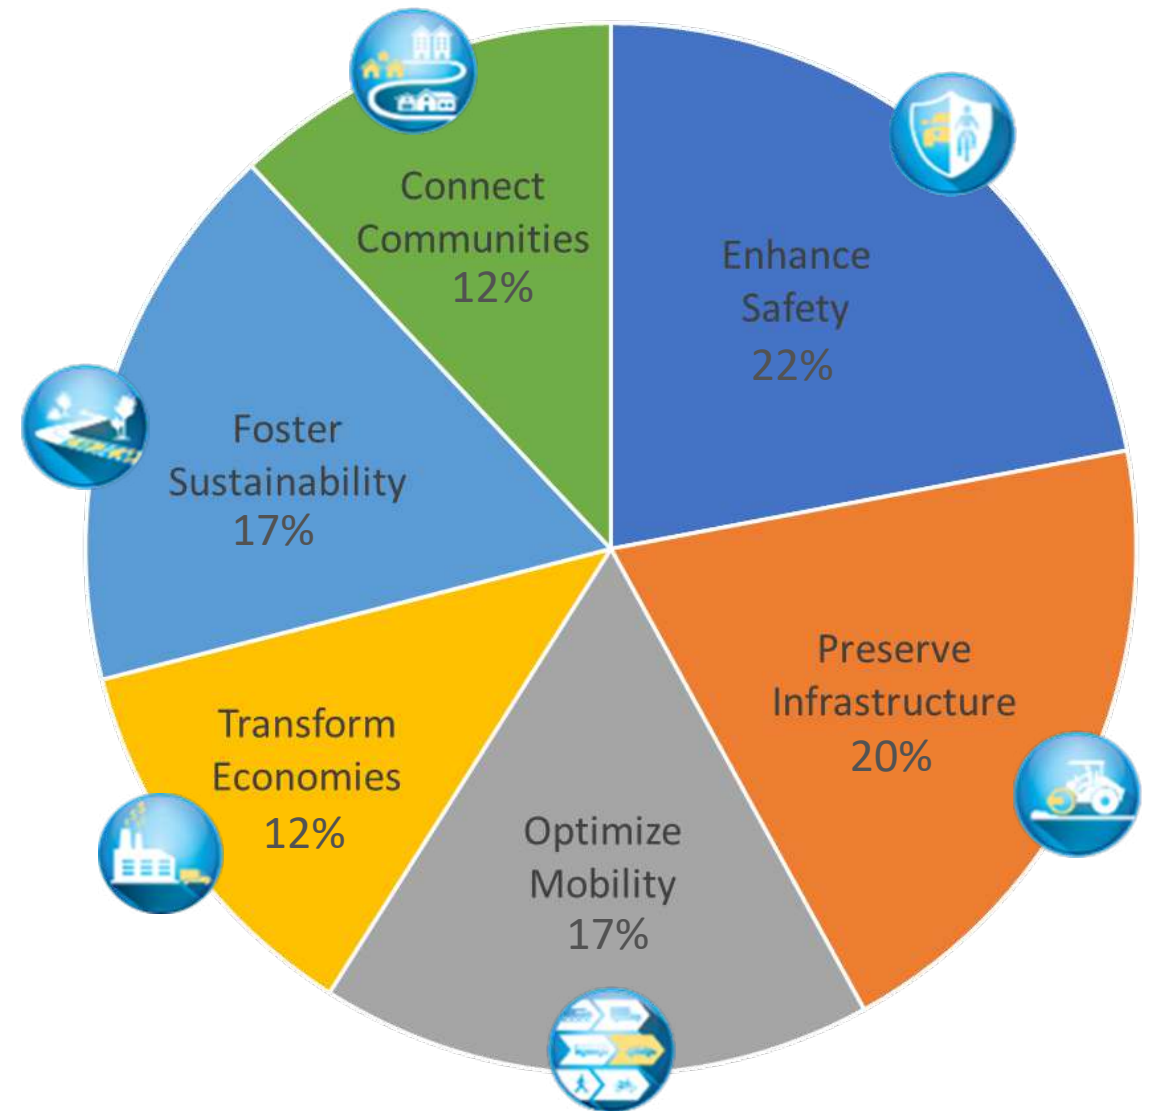 Connect
Communities
12%
Enhance
Safety
22%
Foster
Sustainability
17%
Preserve
Infrastructure
20%
Transform
Economies
12%
Optimize
Mobility
17%